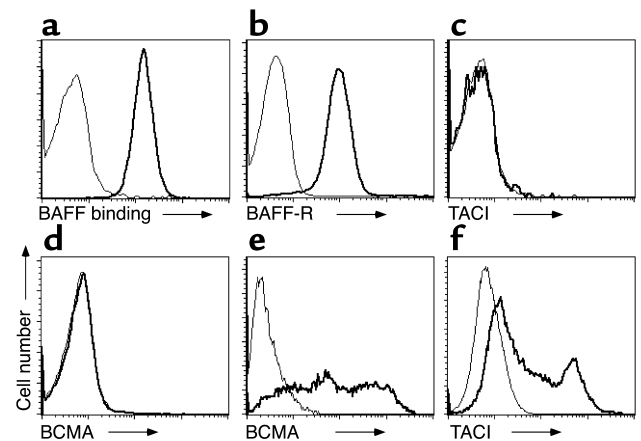 a b c
BAFF binding BAFF-R TACI
d e f
Cell number
BCMA BCMA TACI